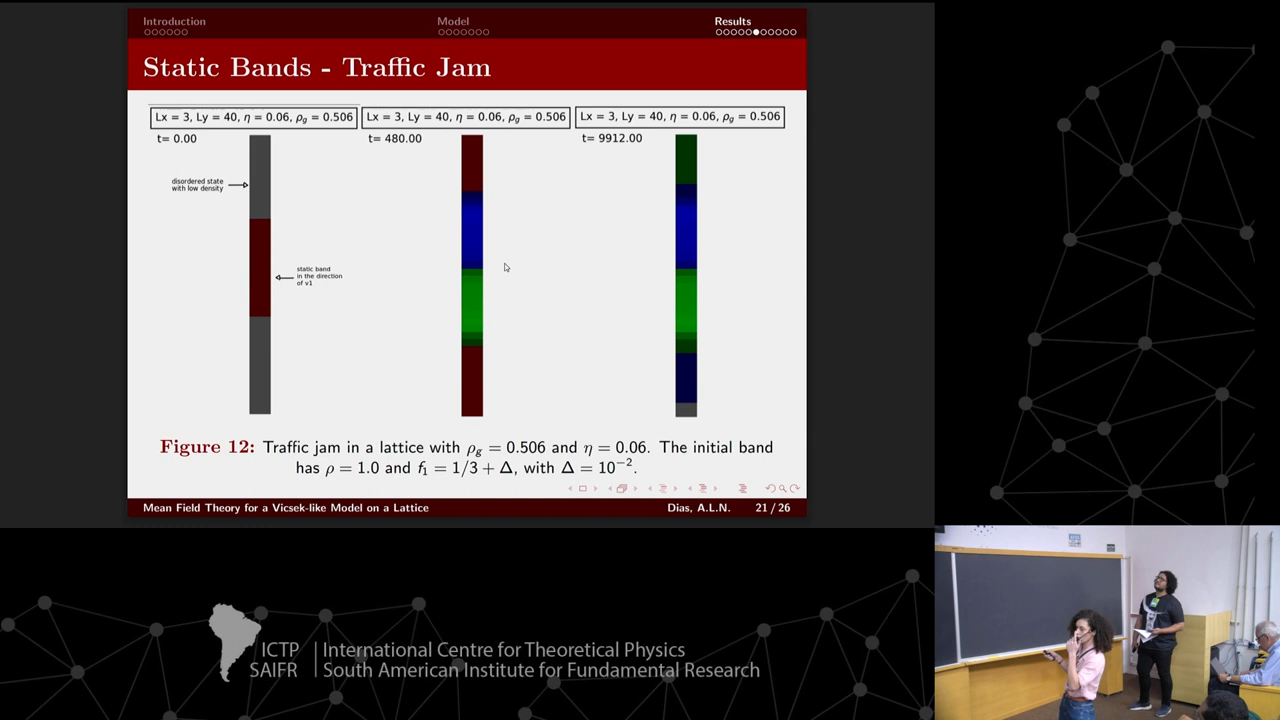 Introduction
Model
Results
Static Bands - Traffic Jam
Lx = 3, Ly = 40, η = 0.06, ρg = 0.506
Lx = 3, Ly = 40, η = 0.06, ρg = 0.506
Lx = 3, Ly = 40, η = 0.06, ρg = 0.506
t= 0.00
t= 480.00
t= 9912.00
disordered state
with low density
static band
in the direction
of v1
Figure 12: Traffic jam in a lattice with ρg = 0.506 and η = 0.06. The initial band
has ρ = 1.0 and f1 = 1/3 + Δ, with Δ = 10⁻².
Mean Field Theory for a Vicsek-like Model on a Lattice
Dias, A.L.N.
21 / 26
ICTP
SAIFR
International Centre for Theoretical Physics
South American Institute for Fundamental Research